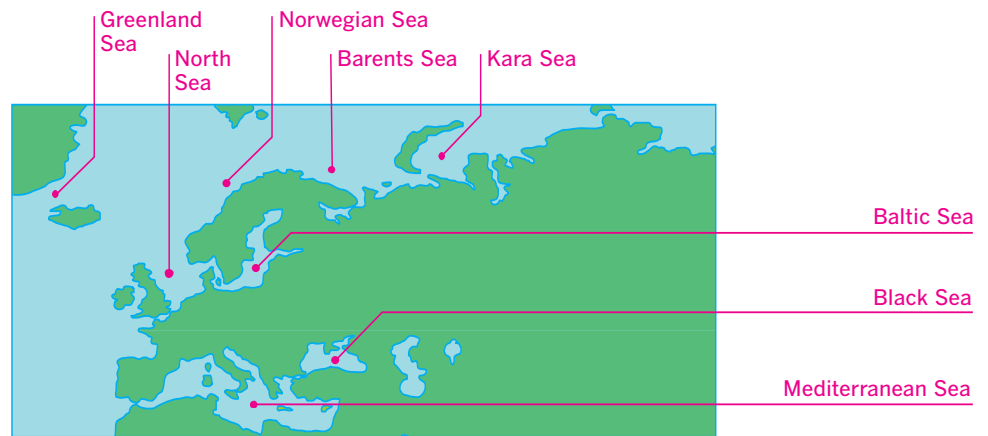 Greenland
Sea
Norwegian Sea
North
Sea
Barents Sea
Kara Sea
Baltic Sea
Black Sea
Mediterranean Sea